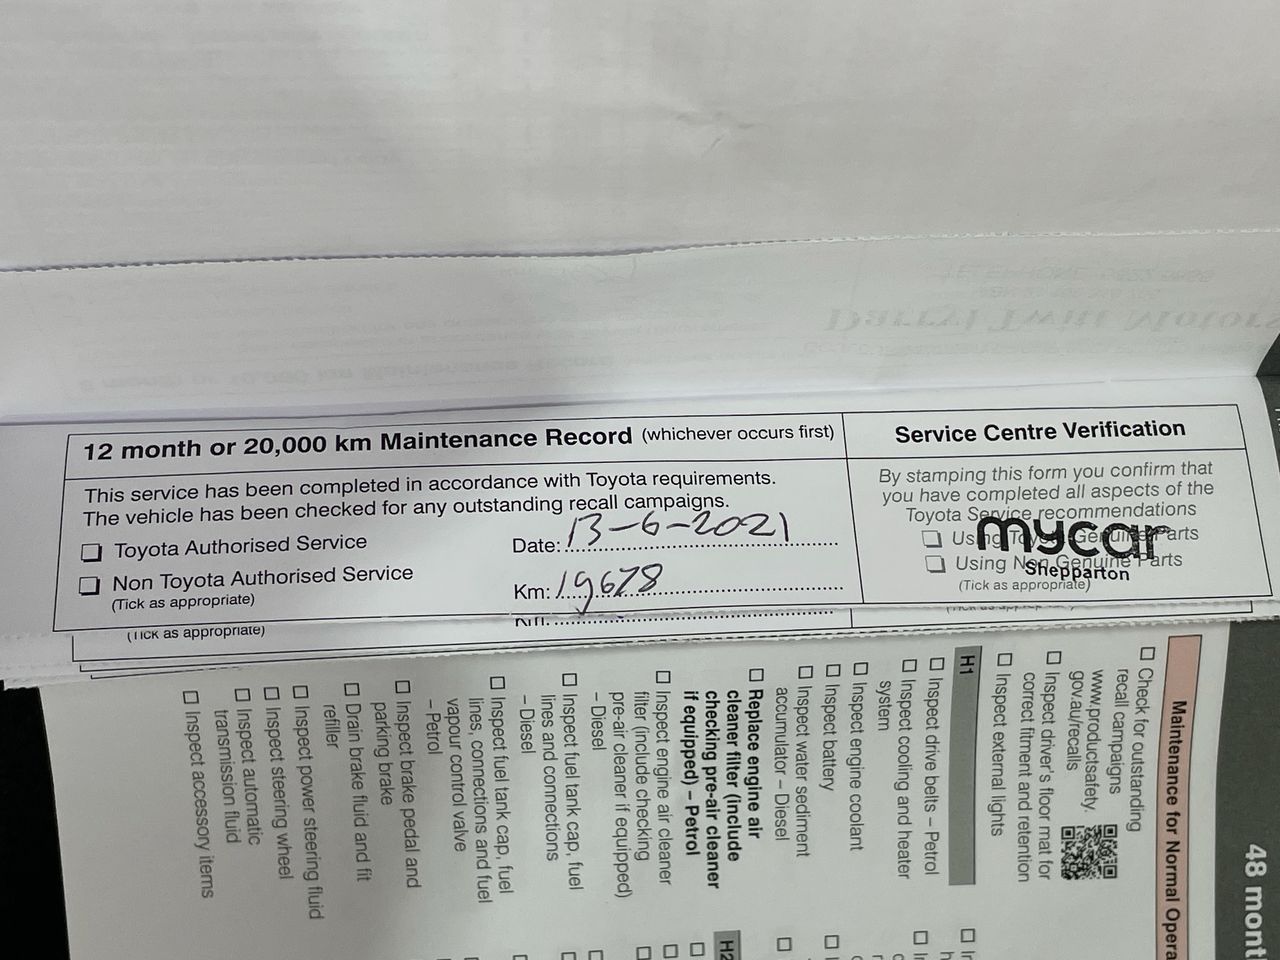 12 month or 20,000 km Maintenance Record (whichever occurs first)
This service has been completed in accordance with Toyota requirements.
The vehicle has been checked for any outstanding recall campaigns.
❏ Toyota Authorised Service
❏ Non Toyota Authorised Service
(Tick as appropriate)
Date: 13-6-2021
Km: 19678
Service Centre Verification
By stamping this form you confirm that
you have completed all aspects of the
Toyota Service recommendations
❏ Using Toyota Genuine Parts
❏ Using Non Genuine Parts
(Tick as appropriate)
mycar
Shepparton
(Tick as appropriate)
48 mont
Maintenance for Normal Opera
❏ Check for outstanding
recall campaigns
www.productsafety.
gov.au/recalls
❏ Inspect driver's floor mat for
correct fitment and retention
❏ Inspect external lights
H1
❏ Inspect drive belts – Petrol
❏ Inspect cooling and heater
system
❏ Inspect engine coolant
❏ Inspect battery
❏ Inspect water sediment
accumulator – Diesel
❏ Replace engine air
cleaner filter (include
checking pre-air cleaner
if equipped) – Petrol
❏ Inspect engine air cleaner
filter (include checking
pre-air cleaner if equipped)
– Diesel
❏ Inspect fuel tank cap, fuel
lines and connections
– Diesel
❏ Inspect fuel tank cap, fuel
lines, connections and fuel
vapour control valve
– Petrol
❏ Inspect brake pedal and
parking brake
❏ Drain brake fluid and fit
refiller
❏ Inspect power steering fluid
❏ Inspect steering wheel
❏ Inspect automatic
transmission fluid
❏ Inspect accessory items
H2